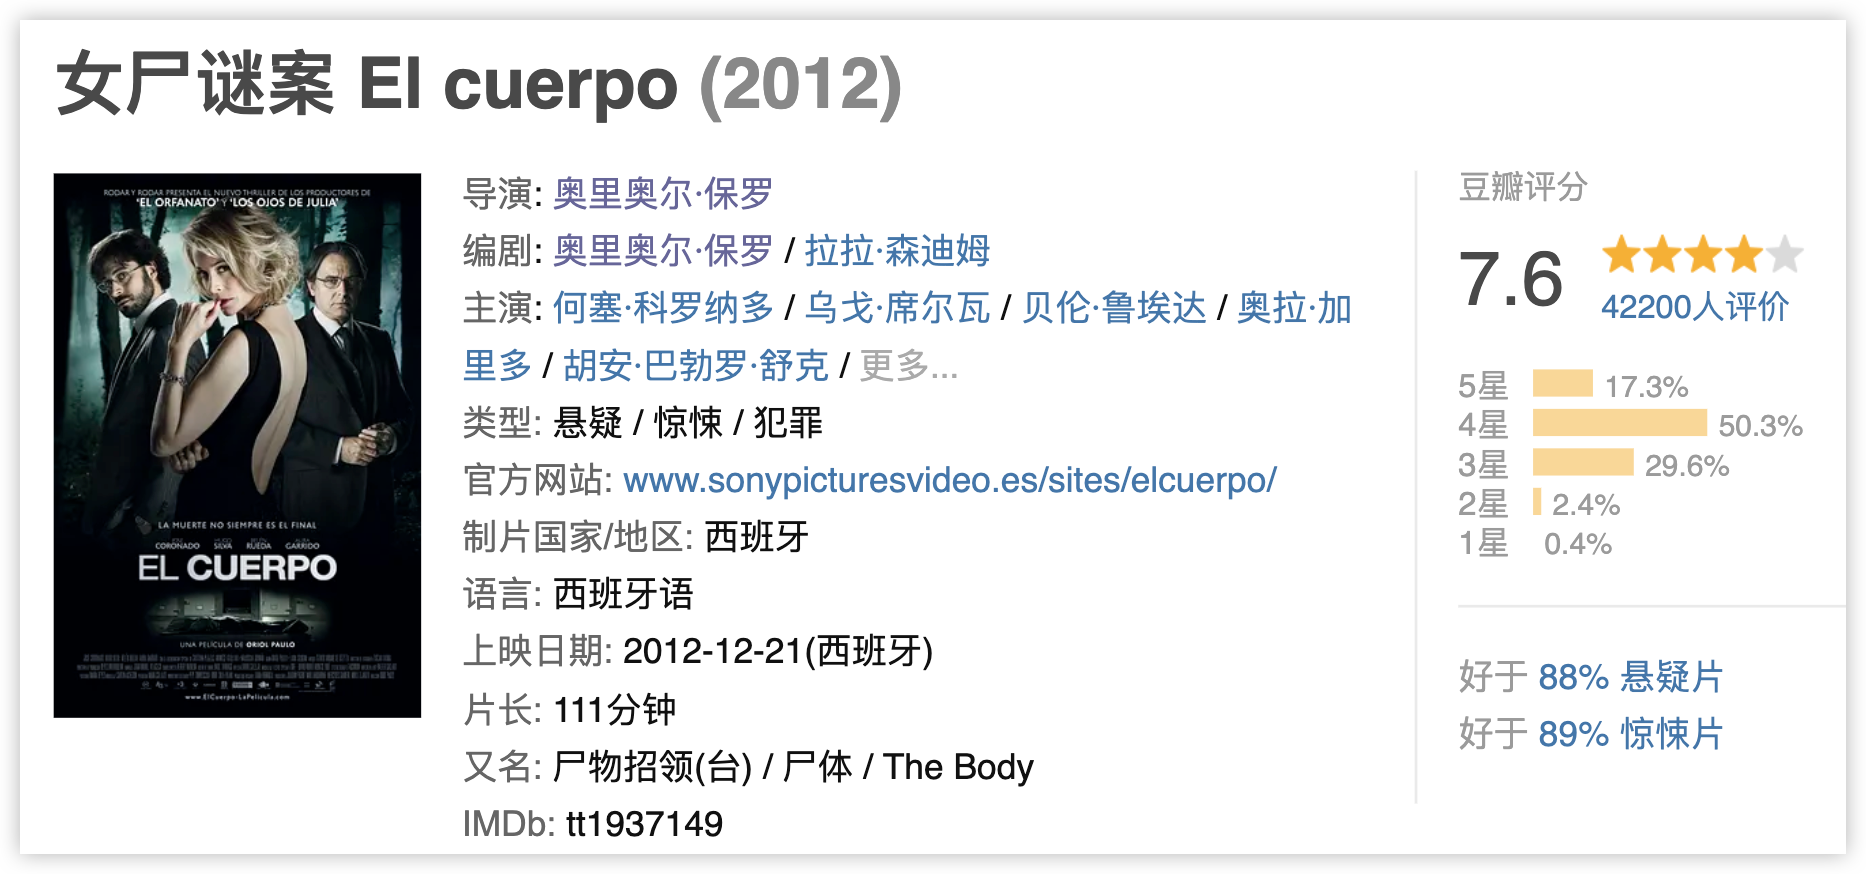 女尸谜案 El cuerpo (2012)
RODAR Y RODAR PRESENTA EL NUEVO THRILLER DE LOS PRODUCTORES DE
'EL ORFANATO' Y 'LOS OJOS DE JULIA'
LA MUERTE NO SIEMPRE ES EL FINAL
CORONADO SILVA RUEDA GARRIDO
EL CUERPO
UNA PELÍCULA DE ORIOL PAULO
www.ElCuerpo-LaPelicula.com
导演: 奥里奥尔·保罗
编剧: 奥里奥尔·保罗 / 拉拉·森迪姆
主演: 何塞·科罗纳多 / 乌戈·席尔瓦 / 贝伦·鲁埃达 / 奥拉·加
里多 / 胡安·巴勃罗·舒克 / 更多...
类型: 悬疑 / 惊悚 / 犯罪
官方网站: www.sonypicturesvideo.es/sites/elcuerpo/
制片国家/地区: 西班牙
语言: 西班牙语
上映日期: 2012-12-21(西班牙)
片长: 111分钟
又名: 尸物招领(台) / 尸体 / The Body
IMDb: tt1937149
豆瓣评分
7.6
42200人评价
5星 17.3%
4星 50.3%
3星 29.6%
2星 2.4%
1星 0.4%
好于 88% 悬疑片
好于 89% 惊悚片